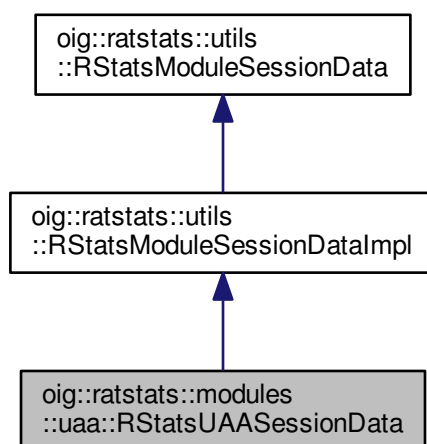 oig::ratstats::utils
::RStatsModuleSessionData
oig::ratstats::utils
::RStatsModuleSessionDataImpl
oig::ratstats::modules
::uaa::RStatsUAASessionData